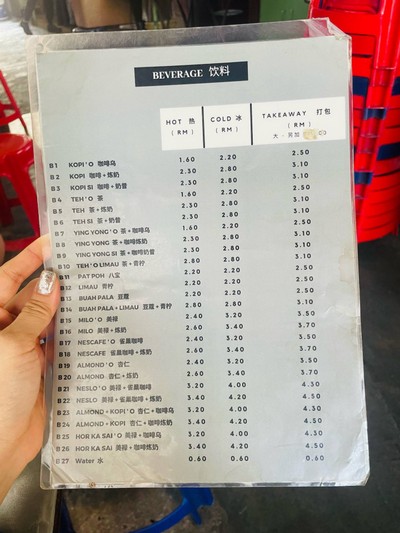 BEVERAGE 饮料
HOT 热 COLD 冰 TAKEAWAY 打包
( RM ) ( RM ) ( RM )
B1 KOPI'O 咖啡乌 1.60 2.20 2.50
B2 KOPI 咖啡+炼奶 2.30 2.80 3.10
B3 KOPI SI 咖啡+奶昔 2.30 2.80 3.10
B4 TEH'O 茶 1.60 2.20 2.50
B5 TEH 茶+炼奶 2.30 2.80 3.10
B6 TEH SI 茶+奶昔 2.30 2.80 3.10
B7 YING YONG'O 茶+咖啡乌 1.60 2.20 2.50
B8 YING YONG 茶+咖啡炼奶 2.30 2.80 3.10
B9 YING YONG SI 茶+咖啡奶昔 2.30 2.80 3.10
B10 TEH'O LIMAU 茶+青柠 2.80 2.80 3.10
B11 PAT POH 八宝 2.20 2.20 2.50
B12 LIMAU 青柠 2.20 2.20 2.50
B13 BUAH PALA 豆蔻 2.20 2.20 2.50
B14 BUAH PALA+LIMAU 豆蔻+青柠 2.80 2.80 3.10
B15 MILO'O 美禄 2.40 3.20 3.50
B16 MILO 美禄+炼奶 2.60 3.40 3.70
B17 NESCAFE'O 雀巢咖啡 2.40 3.20 3.50
B18 NESCAFE 雀巢咖啡+炼奶 2.60 3.40 3.70
B19 ALMOND'O 杏仁 2.40 3.20 3.50
B20 ALMOND 杏仁+炼奶 2.60 3.40 3.70
B21 NESLO'O 美禄+雀巢咖啡 3.20 4.00 4.30
B22 NESLO 美禄+雀巢咖啡+炼奶 3.40 4.20 4.50
B23 ALMOND+KOPI'O 杏仁+咖啡乌 3.20 4.00 4.30
B24 ALMOND+KOPI 杏仁+咖啡炼奶 3.40 4.20 4.50
B25 HOR KA SAI'O 美禄+咖啡乌 3.20 4.00 4.30
B26 HOR KA SAI 美禄+咖啡炼奶 3.40 4.20 4.50
B27 Water 水 0.60 0.60 0.60